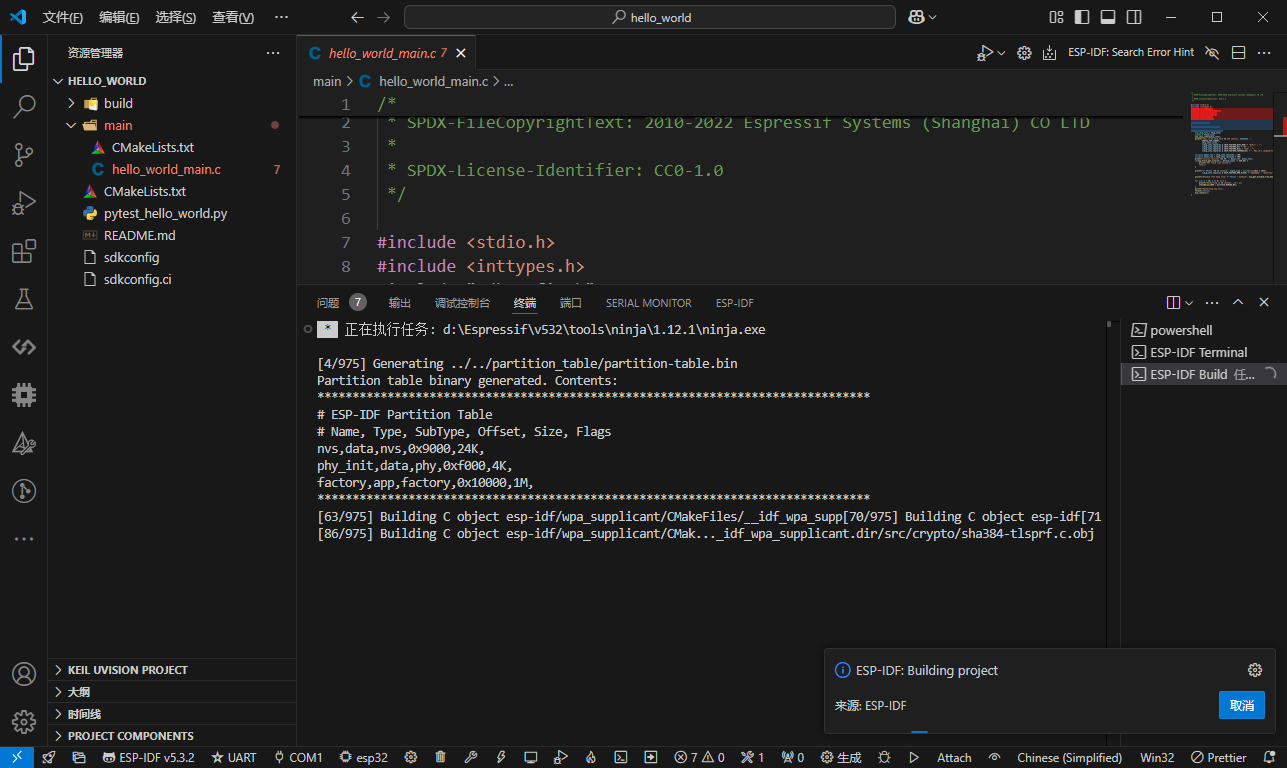 文件(F) 编辑(E) 选择(S) 查看(V) ··· hello_world
资源管理器 ···
HELLO_WORLD
build
main
CMakeLists.txt
hello_world_main.c 7
CMakeLists.txt
pytest_hello_world.py
README.md
sdkconfig
sdkconfig.ci
KEIL UVISION PROJECT
大纲
时间线
PROJECT COMPONENTS
hello_world_main.c 7
ESP-IDF: Search Error Hint
main > C hello_world_main.c > ...
1 /*
2 * SPDX-FileCopyrightText: 2010-2022 Espressif Systems (Shanghai) CO LTD
3 *
4 * SPDX-License-Identifier: CC0-1.0
5 */
6
7 #include <stdio.h>
8 #include <inttypes.h>
问题 7 输出 调试控制台 终端 端口 SERIAL MONITOR ESP-IDF
* 正在执行任务: d:\Espressif\v532\tools\ninja\1.12.1\ninja.exe
[4/975] Generating ../../partition_table/partition-table.bin
Partition table binary generated. Contents:
*******************************************************************************
# ESP-IDF Partition Table
# Name, Type, SubType, Offset, Size, Flags
nvs,data,nvs,0x9000,24K,
phy_init,data,phy,0xf000,4K,
factory,app,factory,0x10000,1M,
*******************************************************************************
[63/975] Building C object esp-idf/wpa_supplicant/CMakeFiles/__idf_wpa_supp[70/975] Building C object esp-idf[71
[86/975] Building C object esp-idf/wpa_supplicant/CMak..._idf_wpa_supplicant.dir/src/crypto/sha384-tlsprf.c.obj
powershell
ESP-IDF Terminal
ESP-IDF Build 任...
ESP-IDF: Building project
来源: ESP-IDF
取消
ESP-IDF v5.3.2 UART COM1 esp32 7 0 1 0 生成 Attach Chinese (Simplified) Win32 Prettier